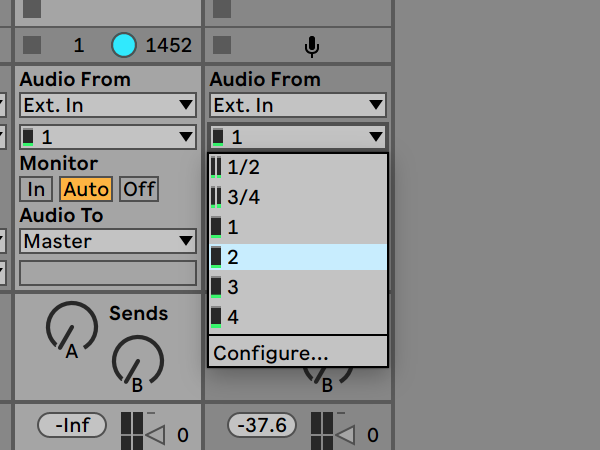 1 1452
Audio From Audio From
Ext. In Ext. In
1 1
Monitor 1/2
In Auto Off 3/4
Audio To 1
Master 2
3
4
Sends
Configure...
A
B B
-Inf 0 -37.6 0